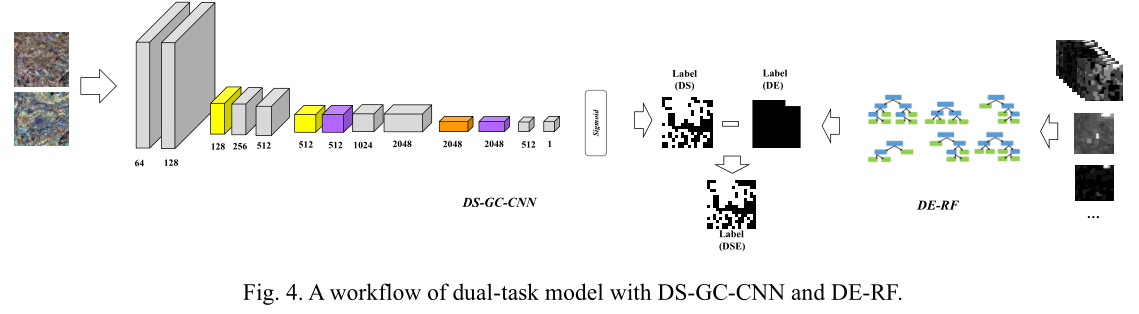 64
128
128
256
512
512
512
1024
2048
2048
2048
512
1
DS-GC-CNN
Sigmoid
Label
(DS)
Label
(DE)
Label
(DSE)
DE-RF
...
Fig. 4. A workflow of dual-task model with DS-GC-CNN and DE-RF.